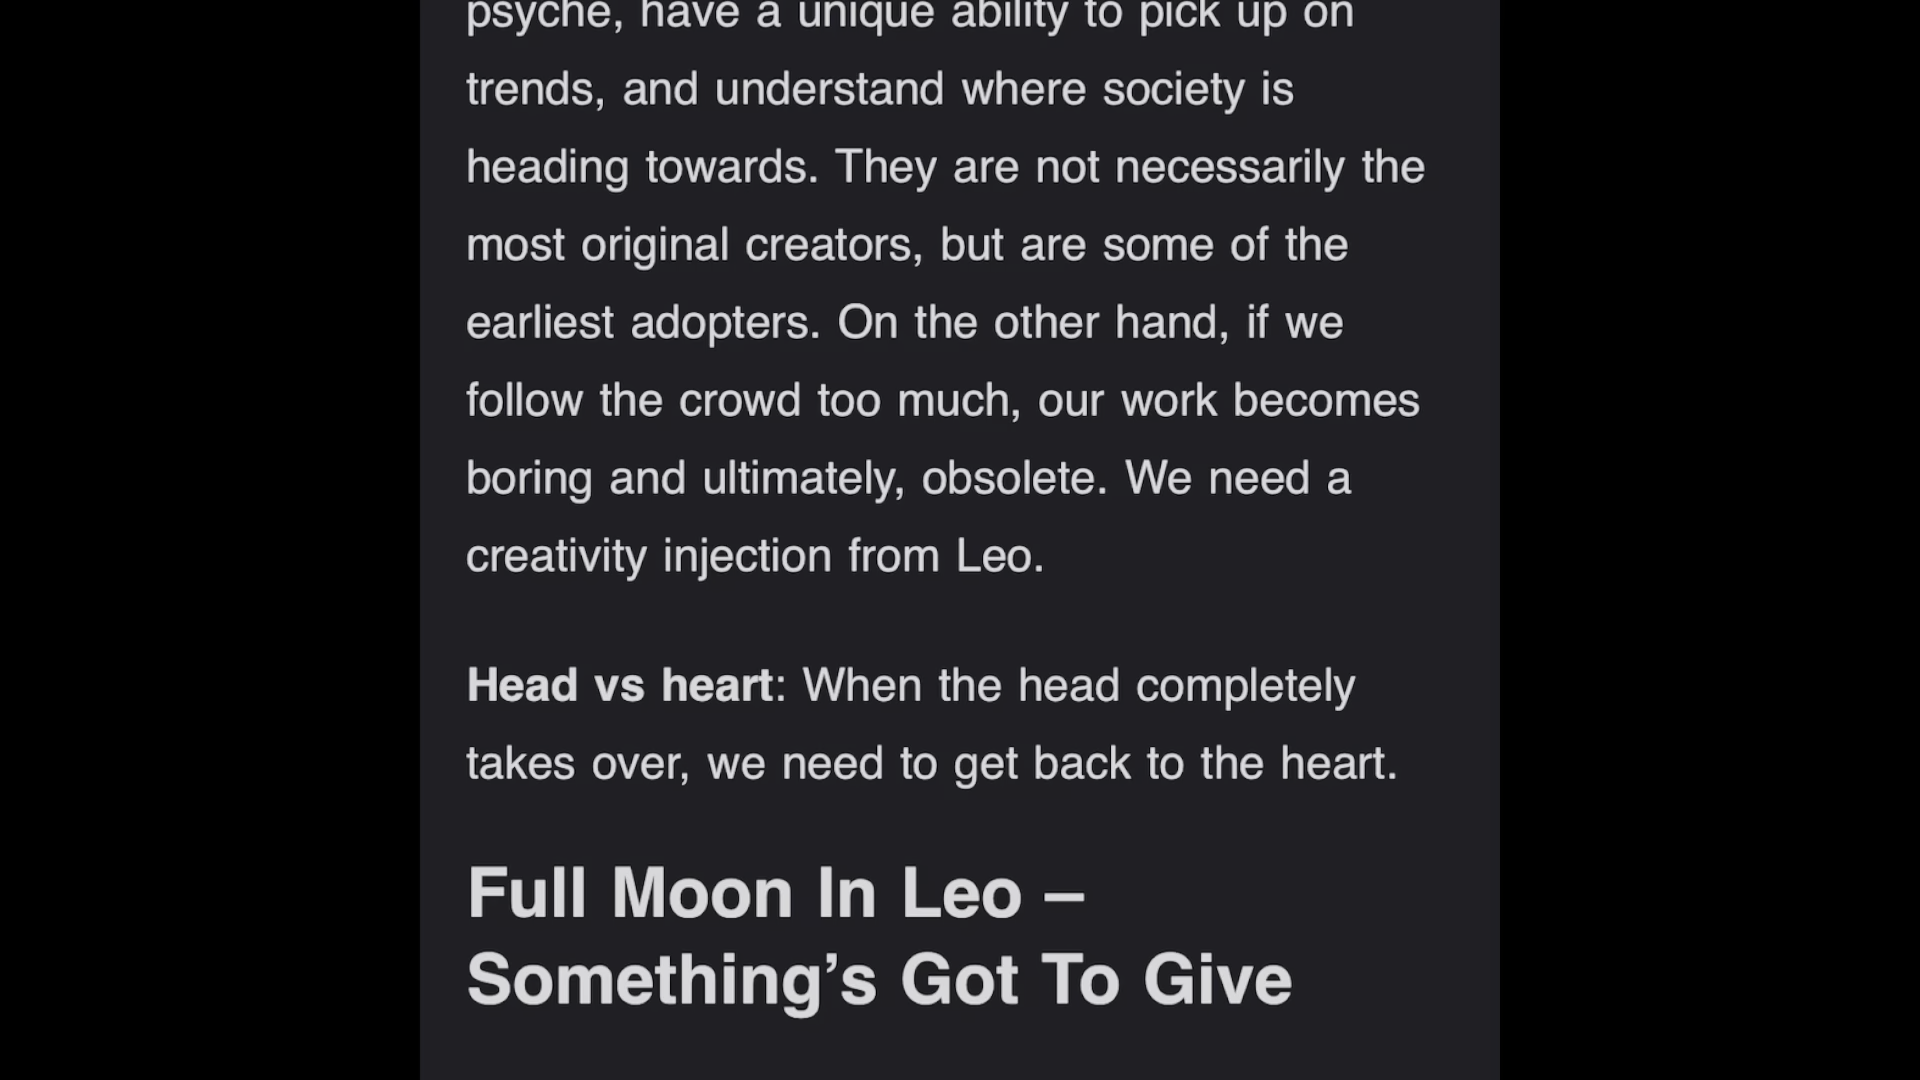 psyche, have a unique ability to pick up on
trends, and understand where society is
heading towards. They are not necessarily the
most original creators, but are some of the
earliest adopters. On the other hand, if we
follow the crowd too much, our work becomes
boring and ultimately, obsolete. We need a
creativity injection from Leo.
Head vs heart: When the head completely
takes over, we need to get back to the heart.
Full Moon In Leo –
Something’s Got To Give